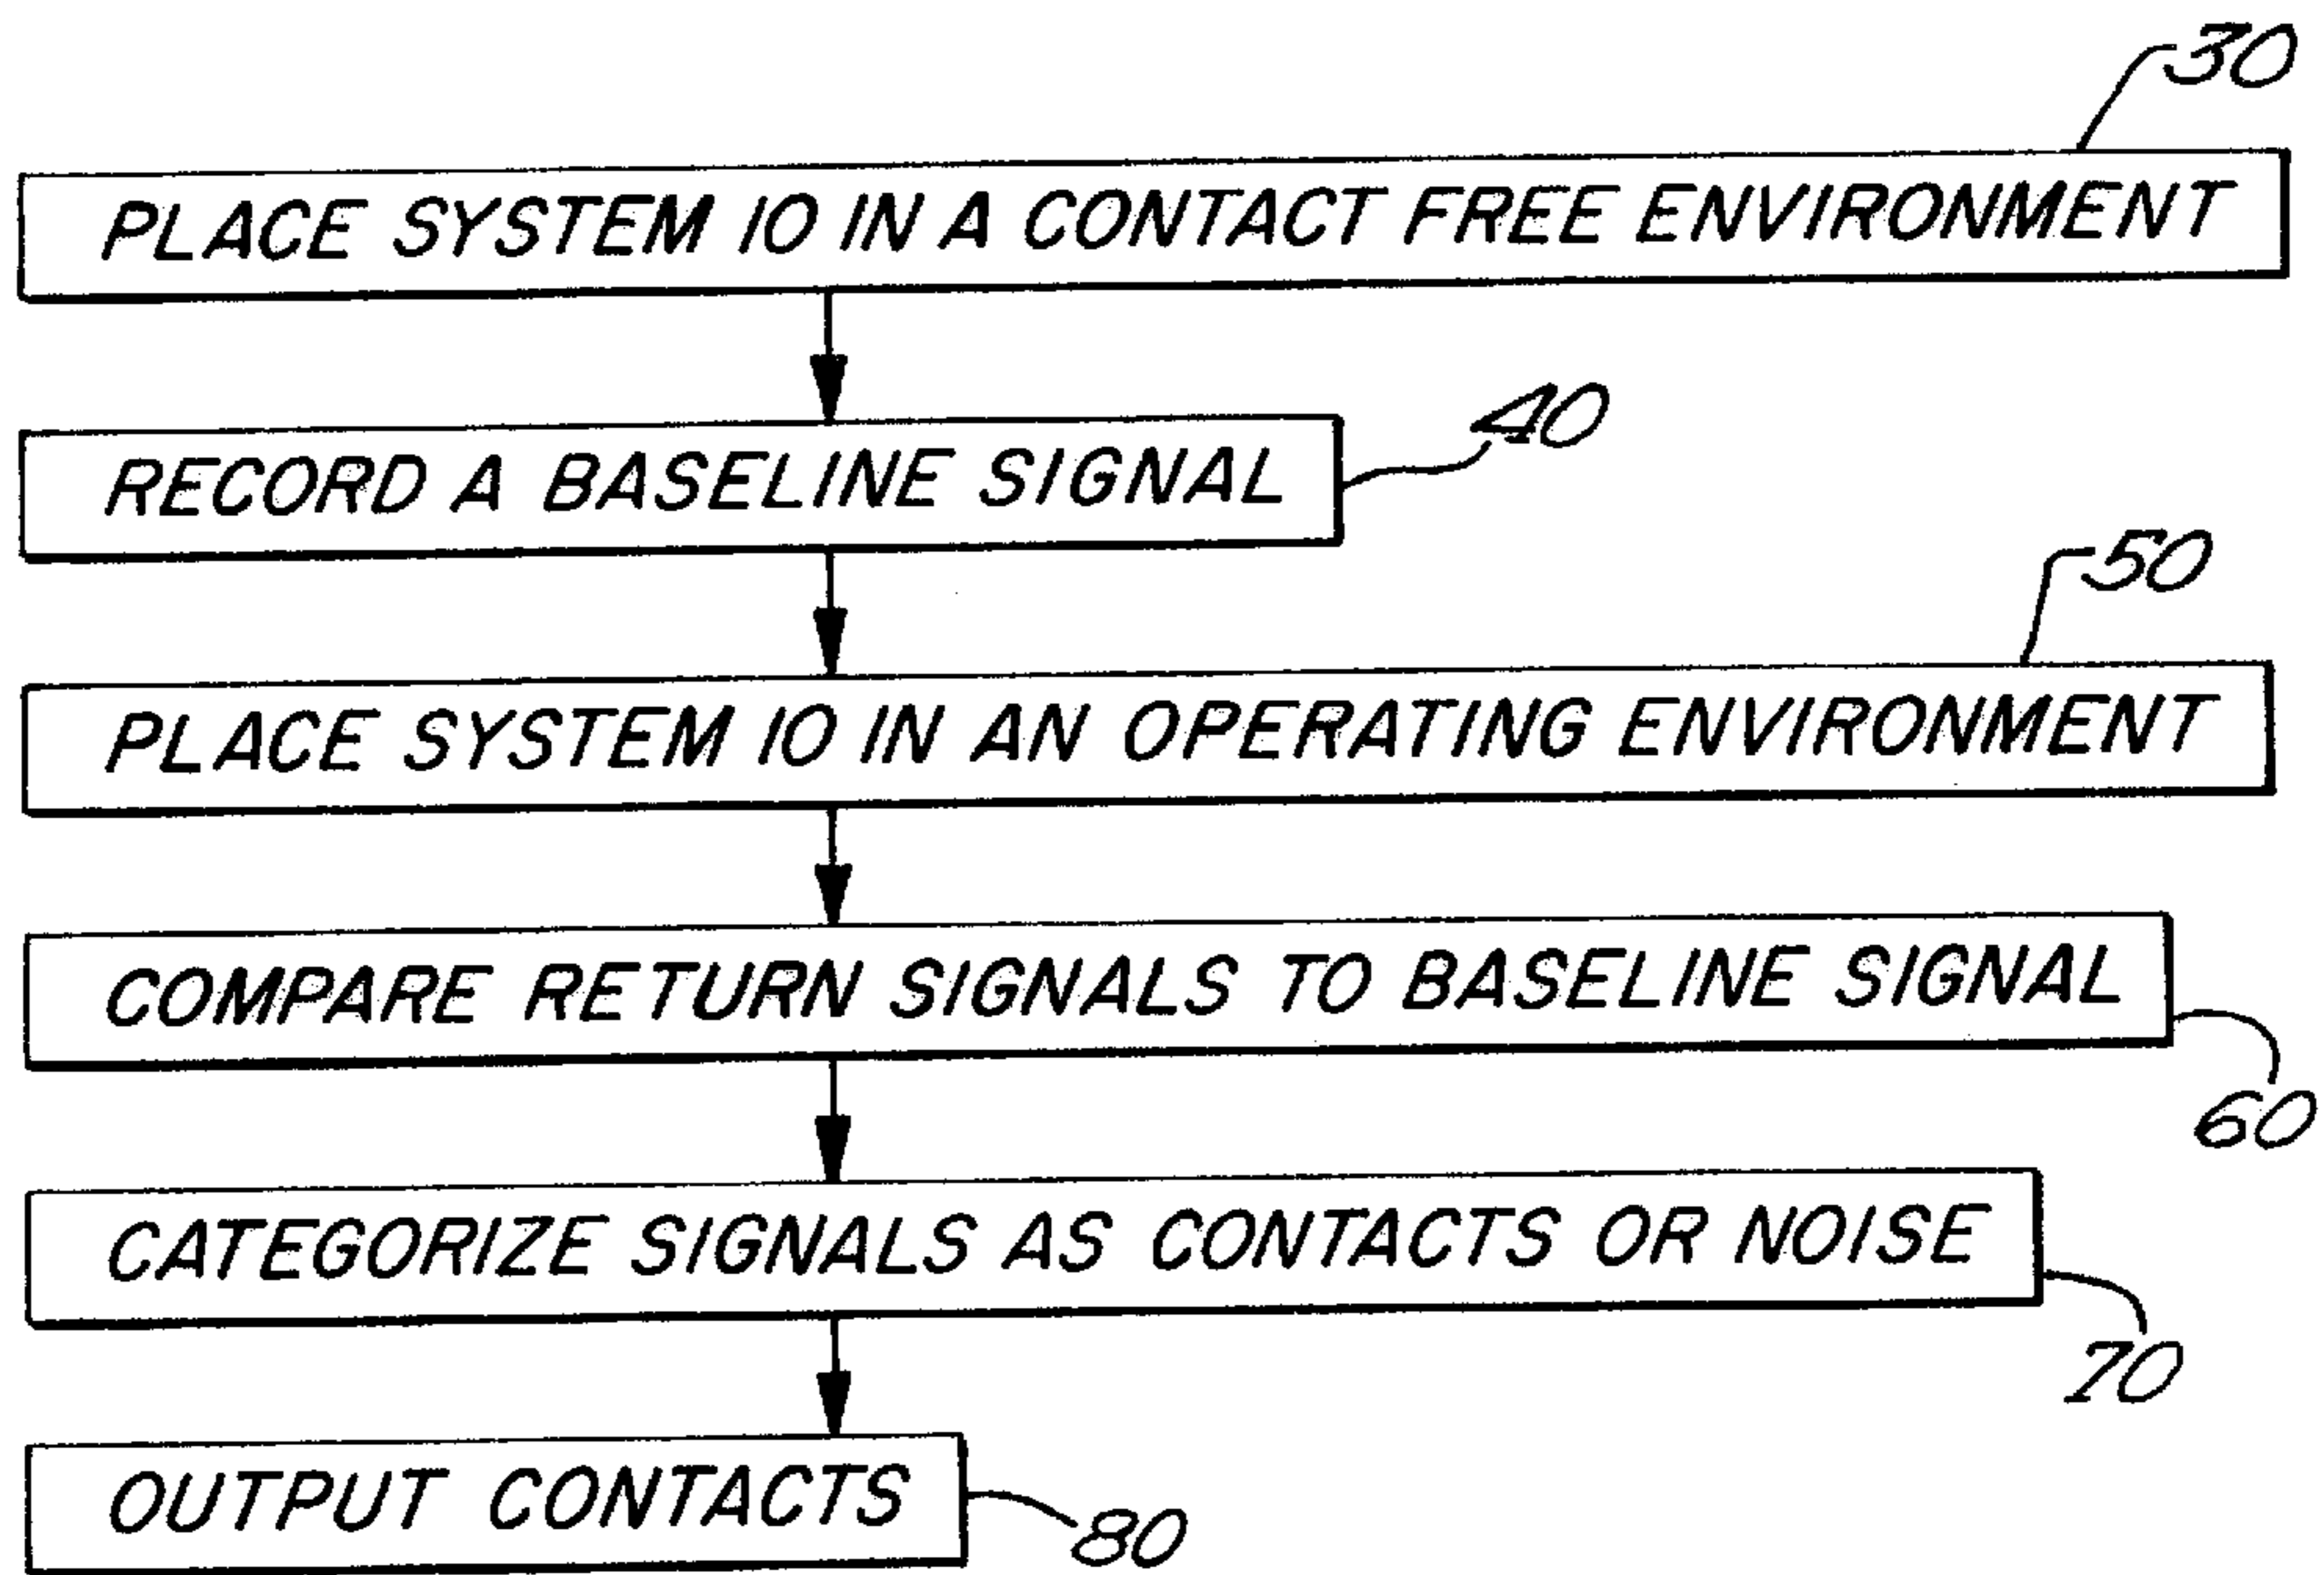 30
PLACE SYSTEM 10 IN A CONTACT FREE ENVIRONMENT
40
RECORD A BASELINE SIGNAL
50
PLACE SYSTEM 10 IN AN OPERATING ENVIRONMENT
COMPARE RETURN SIGNALS TO BASELINE SIGNAL
60
CATEGORIZE SIGNALS AS CONTACTS OR NOISE
70
OUTPUT CONTACTS
80